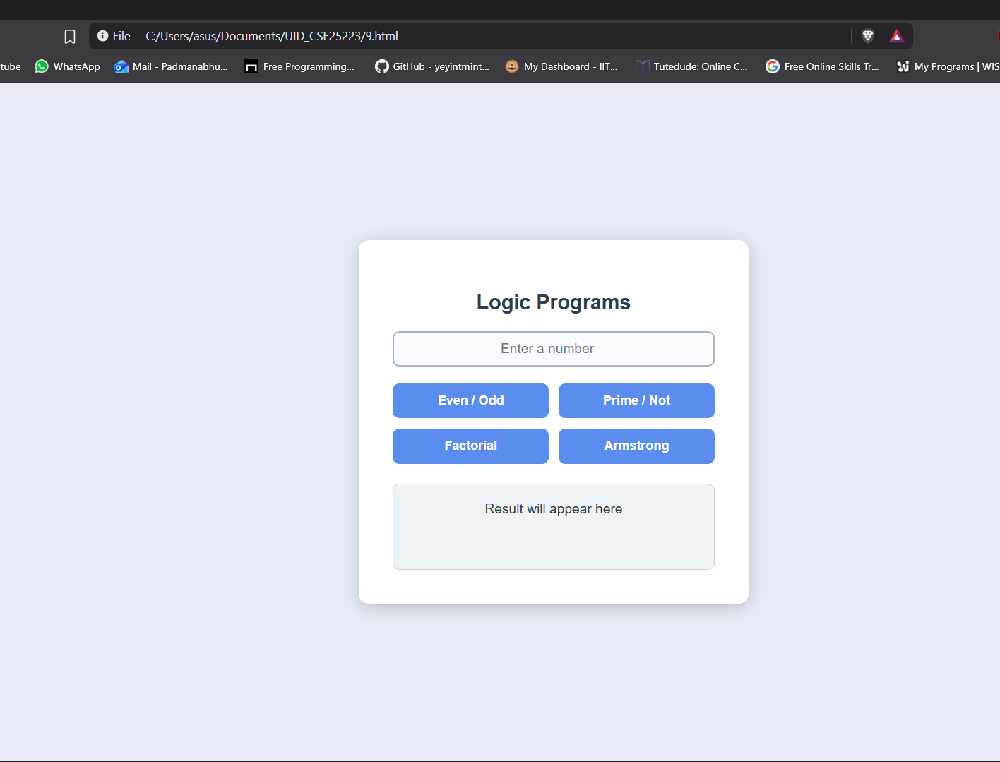 File C:/Users/asus/Documents/UID_CSE25223/9.html
tube WhatsApp Mail - Padmanabhu... Free Programming... GitHub - yeyintmint... My Dashboard - IIT... Tutedude: Online C... Free Online Skills Tr... My Programs | WIS
Logic Programs
Enter a number
Even / Odd Prime / Not
Factorial Armstrong
Result will appear here